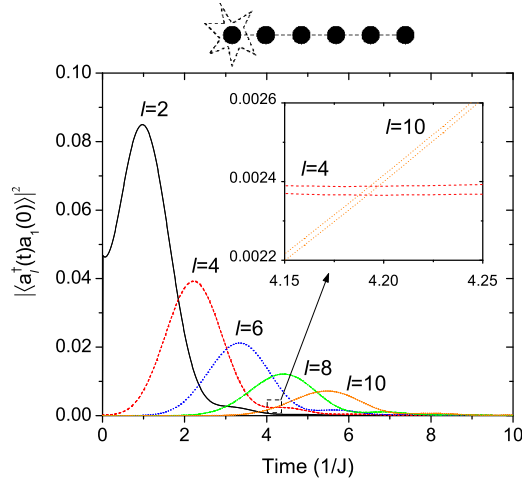 l=2
l=4
l=6
l=8
l=10
0.10
0.08
0.06
0.04
0.02
0.00
0 2 4 6 8 10
Time (1/J)
|⟨a_l^†(t)a_1(0)⟩|^2
0.0026
0.0024
0.0022
4.15 4.20 4.25
l=10
l=4